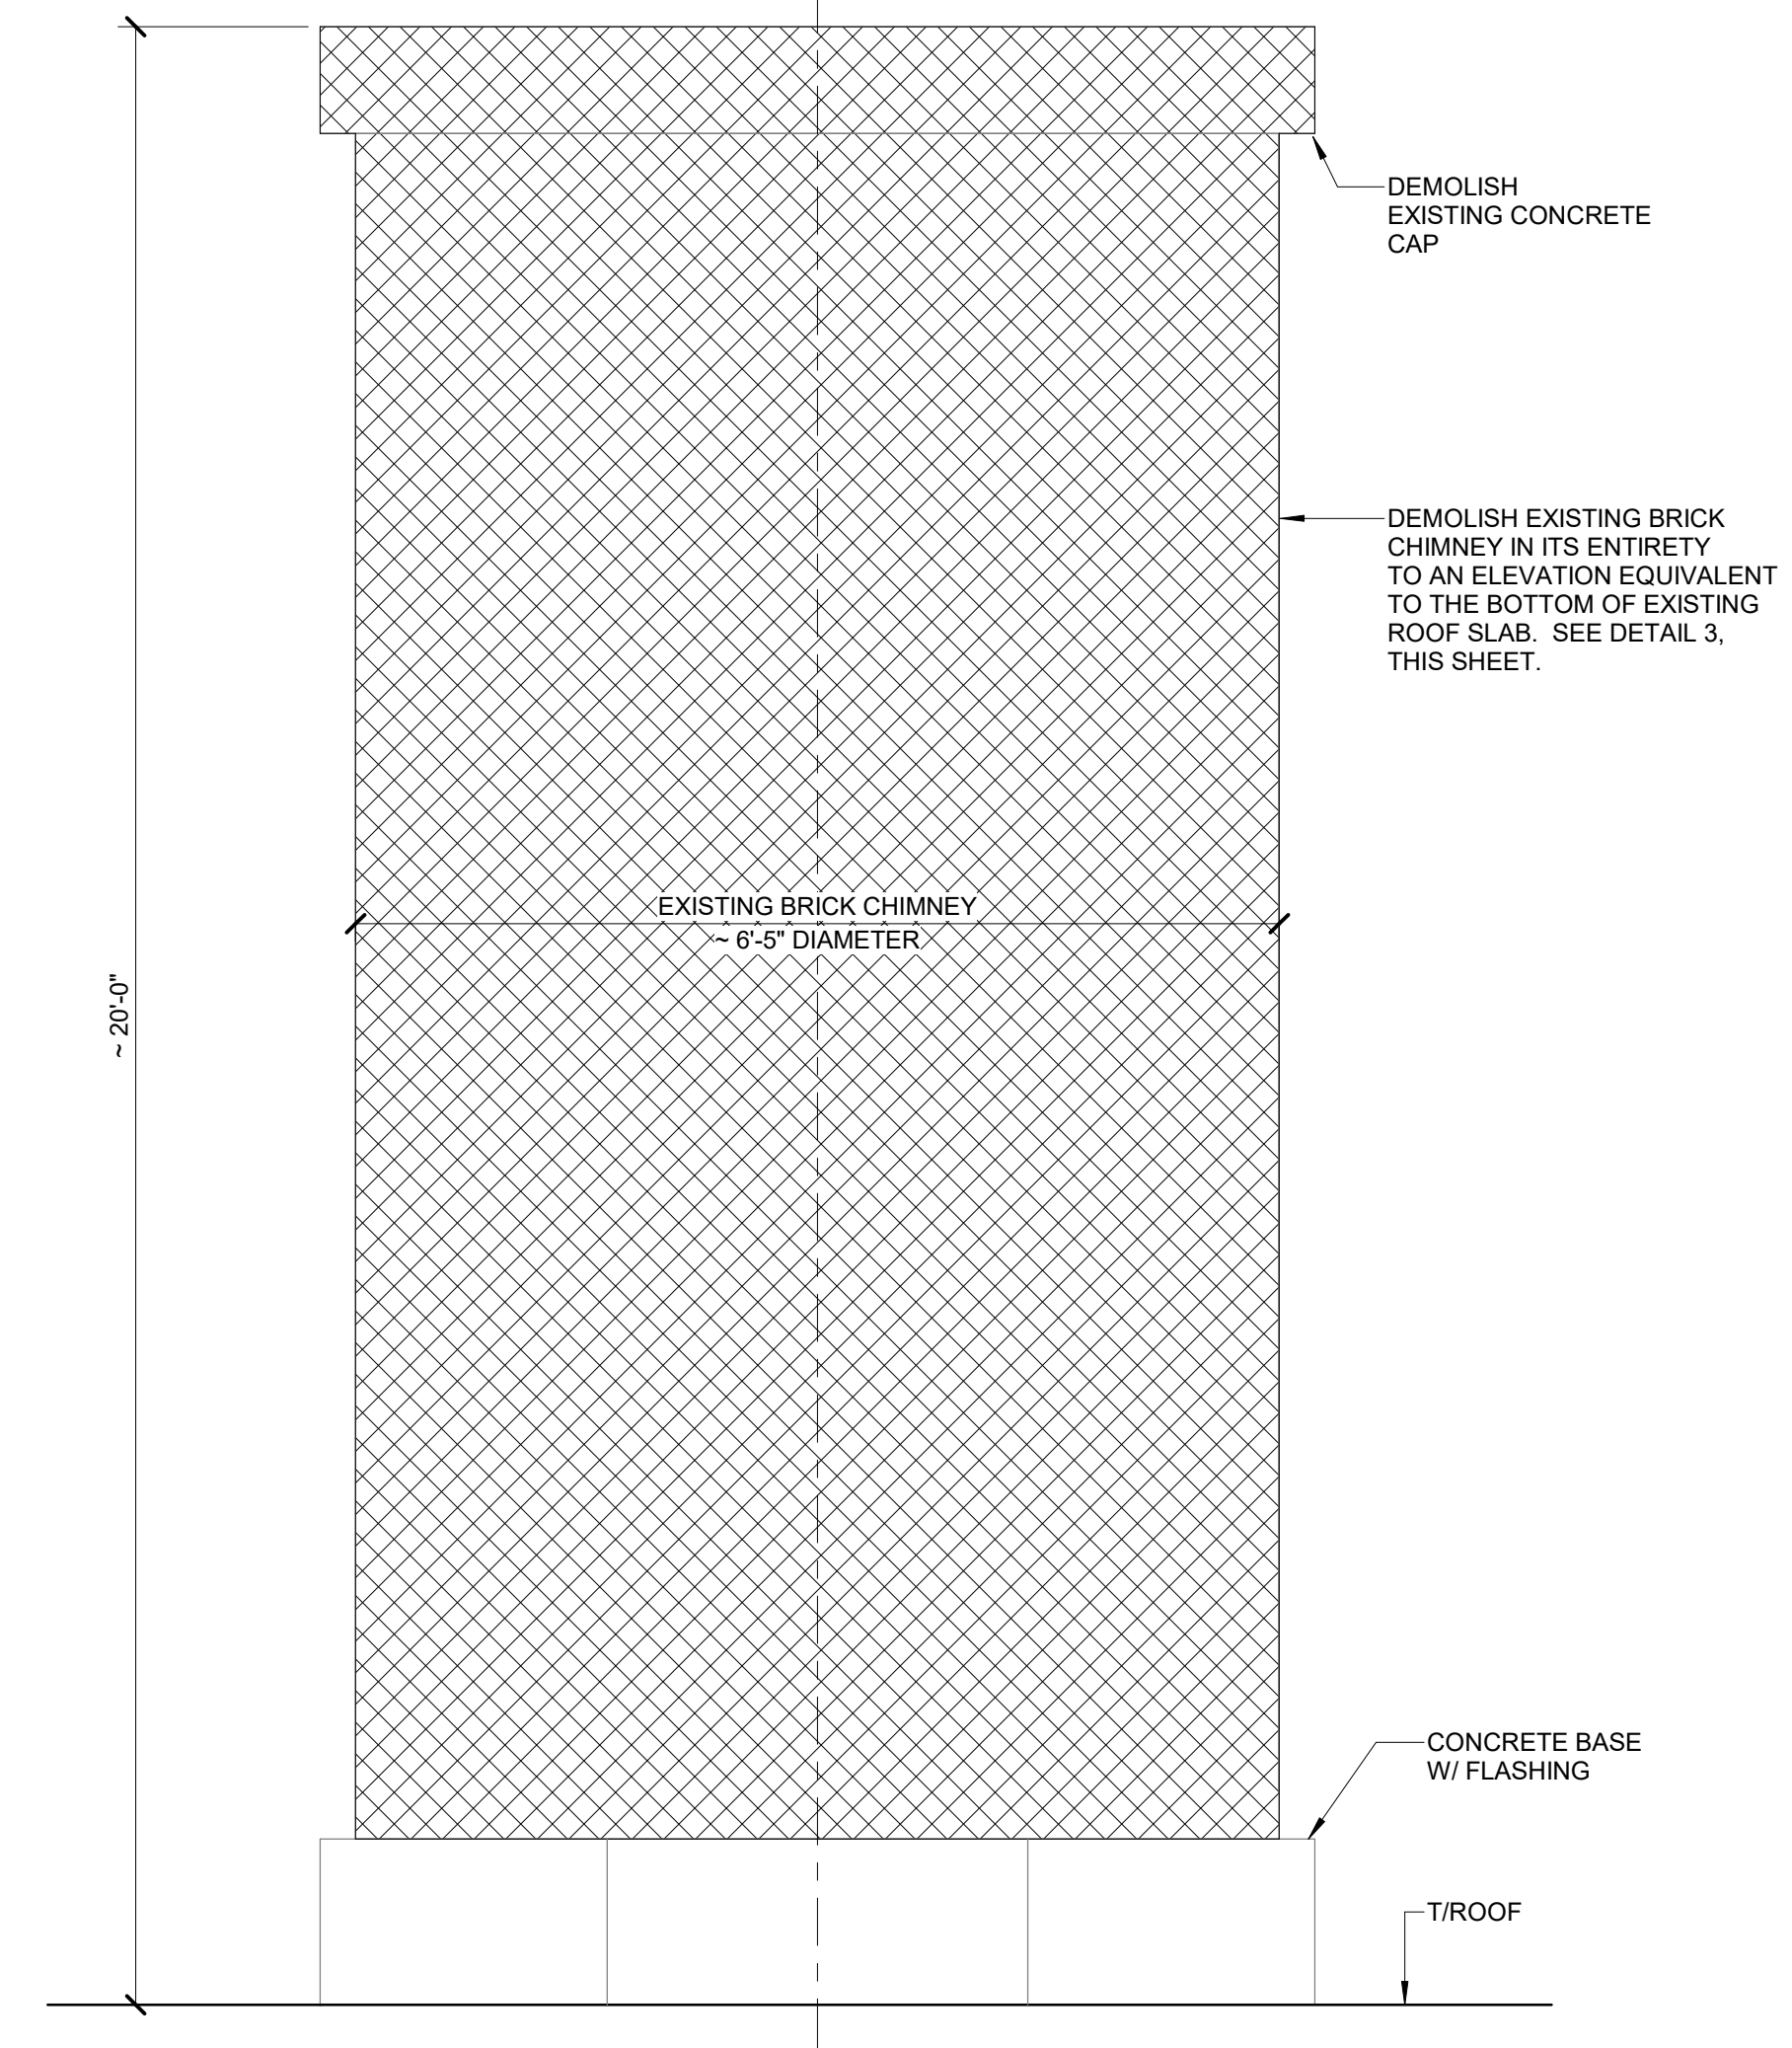 DEMOLISH
EXISTING CONCRETE
CAP
DEMOLISH EXISTING BRICK
CHIMNEY IN ITS ENTIRETY
TO AN ELEVATION EQUIVALENT
TO THE BOTTOM OF EXISTING
ROOF SLAB.  SEE DETAIL 3,
THIS SHEET.
EXISTING BRICK CHIMNEY
~ 6'-5" DIAMETER
~ 20'-0"
CONCRETE BASE
W/ FLASHING
T/ROOF